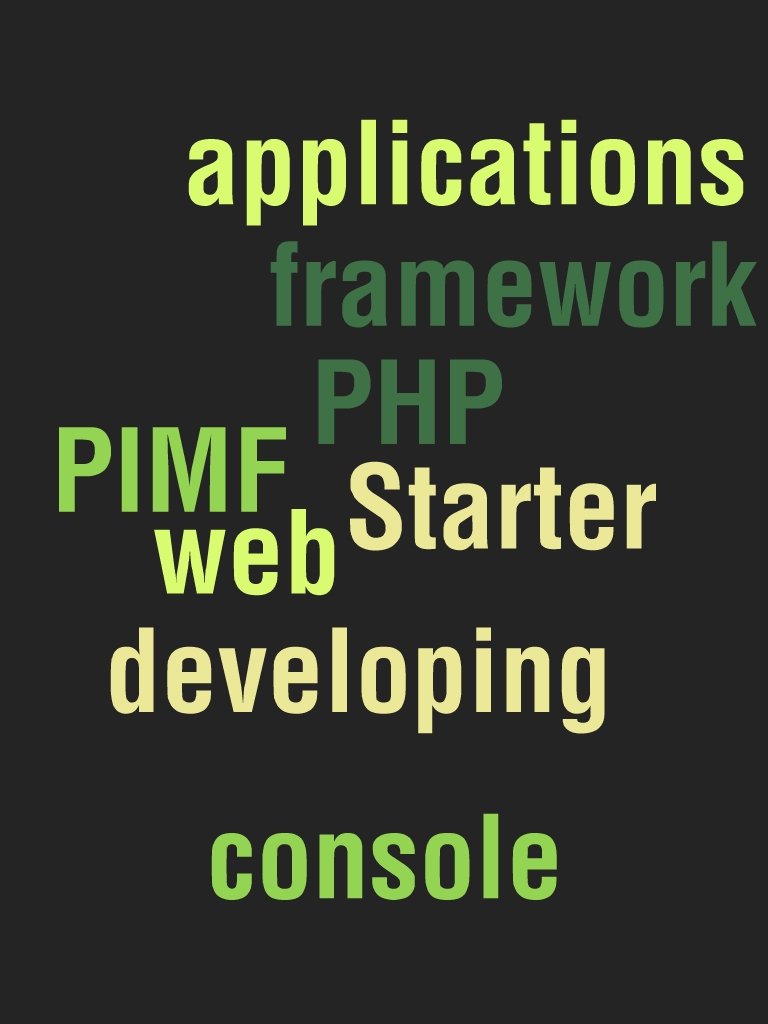 applications
framework
PHP
PIMF
Starter
web
developing
console